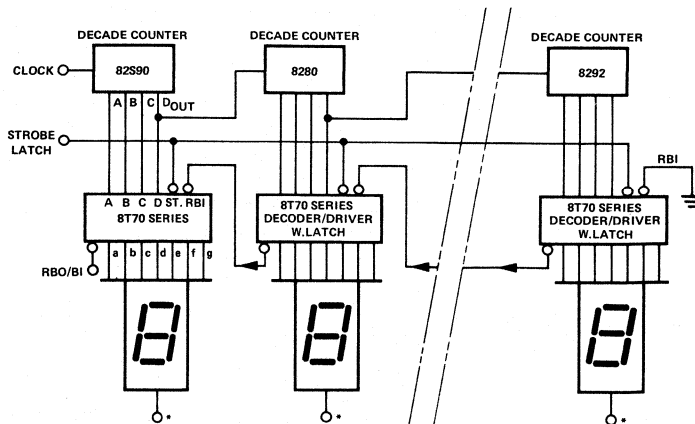 DECADE COUNTER
DECADE COUNTER
DECADE COUNTER
CLOCK
82S90
8280
8292
A B C DOUT
STROBE
LATCH
RBI
A B C D ST. RBI
8T70 SERIES
8T70 SERIES
DECODER/DRIVER
W.LATCH
8T70 SERIES
DECODER/DRIVER
W.LATCH
RBO/BI
a b c d e f g
*
*
*